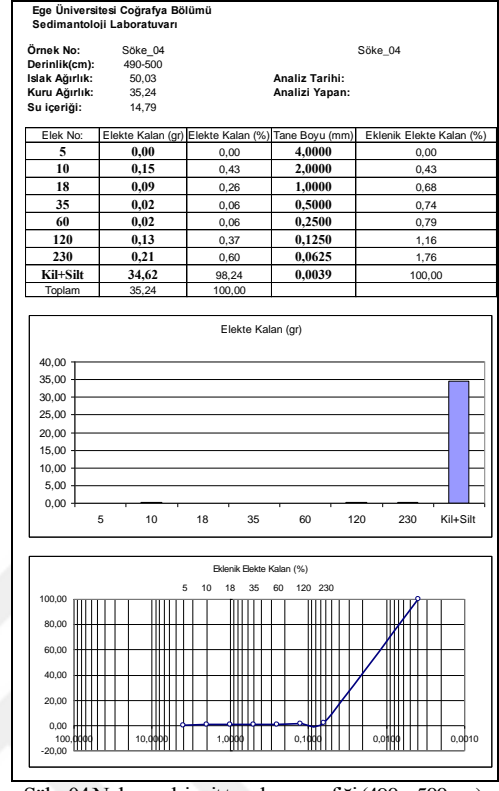 Ege Üniversitesi Coğrafya Bölümü
Sedimantoloji Laboratuvarı
Örnek No: Söke_04 Söke_04
Derinlik(cm): 490-500
Islak Ağırlık: 50,03 Analiz Tarihi:
Kuru Ağırlık: 35,24 Analizi Yapan:
Su içeriği: 14,79
Elek No: Elekte Kalan (gr) Elekte Kalan (%) Tane Boyu (mm) Eklenik Elekte Kalan (%)
5 0,00 0,00 4,0000 0,00
10 0,15 0,43 2,0000 0,43
18 0,09 0,26 1,0000 0,68
35 0,02 0,06 0,5000 0,74
60 0,02 0,06 0,2500 0,79
120 0,13 0,37 0,1250 1,16
230 0,21 0,60 0,0625 1,76
Kil+Silt 34,62 98,24 0,0039 100,00
Toplam 35,24 100,00
Elekte Kalan (gr)
40,00
35,00
30,00
25,00
20,00
15,00
10,00
5,00
0,00
5 10 18 35 60 120 230 Kil+Silt
Eklenik Elekte Kalan (%)
5 10 18 35 60 120 230
100,00
80,00
60,00
40,00
20,00
0,00
-20,00
100,0000 10,0000 1,0000 0,1000 0,0100 0,0010